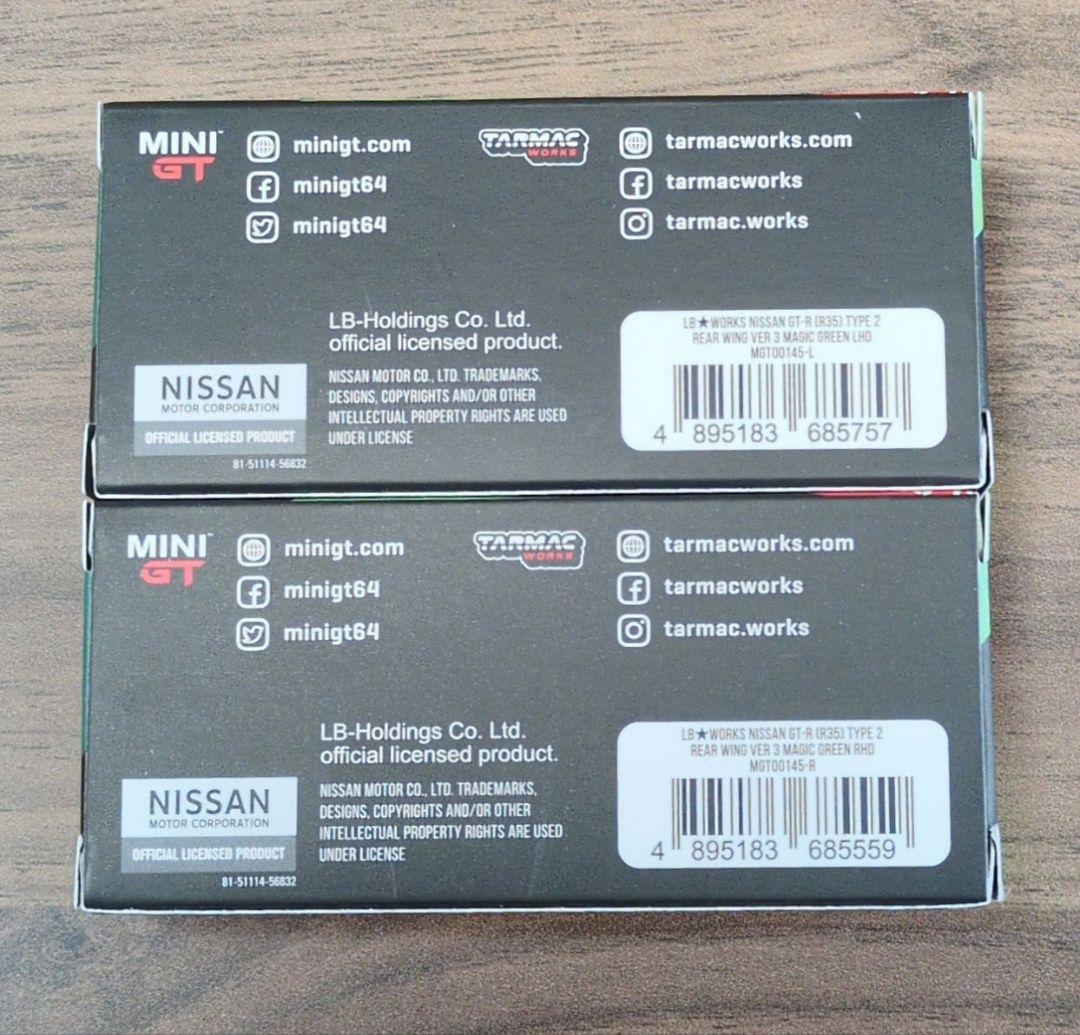 MINI
GT
minigt.com
minigt64
minigt64
TARMAC
WORKS
tarmacworks.com
tarmacworks
tarmac.works
LB-Holdings Co. Ltd.
official licensed product.
NISSAN MOTOR CO., LTD. TRADEMARKS,
DESIGNS, COPYRIGHTS AND/OR OTHER
INTELLECTUAL PROPERTY RIGHTS ARE USED
UNDER LICENSE
NISSAN
MOTOR CORPORATION
OFFICIAL LICENSED PRODUCT
81-51114-56832
LB★WORKS NISSAN GT-R (R35) TYPE 2
REAR WING VER 3 MAGIC GREEN LHD
MGT00145-L
4 895183 685757
MINI
GT
minigt.com
minigt64
minigt64
TARMAC
WORKS
tarmacworks.com
tarmacworks
tarmac.works
LB-Holdings Co. Ltd.
official licensed product.
NISSAN MOTOR CO., LTD. TRADEMARKS,
DESIGNS, COPYRIGHTS AND/OR OTHER
INTELLECTUAL PROPERTY RIGHTS ARE USED
UNDER LICENSE
NISSAN
MOTOR CORPORATION
OFFICIAL LICENSED PRODUCT
81-51114-56832
LB★WORKS NISSAN GT-R (R35) TYPE 2
REAR WING VER 3 MAGIC GREEN RHD
MGT00145-R
4 895183 685559